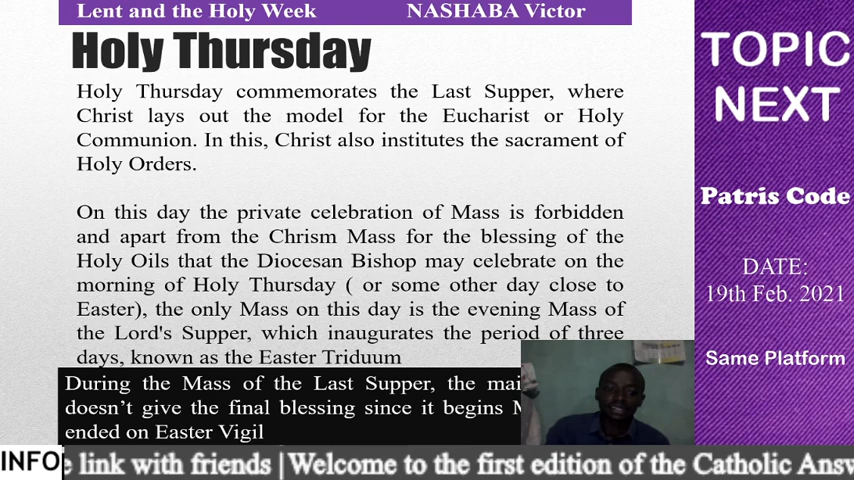 Lent and the Holy Week NASHABA Victor
Holy Thursday
Holy Thursday commemorates the Last Supper, where
Christ lays out the model for the Eucharist or Holy
Communion. In this, Christ also institutes the sacrament of
Holy Orders.
On this day the private celebration of Mass is forbidden
and apart from the Chrism Mass for the blessing of the
Holy Oils that the Diocesan Bishop may celebrate on the
morning of Holy Thursday ( or some other day close to
Easter), the only Mass on this day is the evening Mass of
the Lord's Supper, which inaugurates the period of three
days, known as the Easter Triduum
During the Mass of the Last Supper, the
doesn’t give the final blessing since it begins
ended on Easter Vigil
TOPIC
NEXT
Patris Code
DATE:
19th Feb, 2021
Same Platform
INFO link with friends |Welcome to the first edition of the Catholic